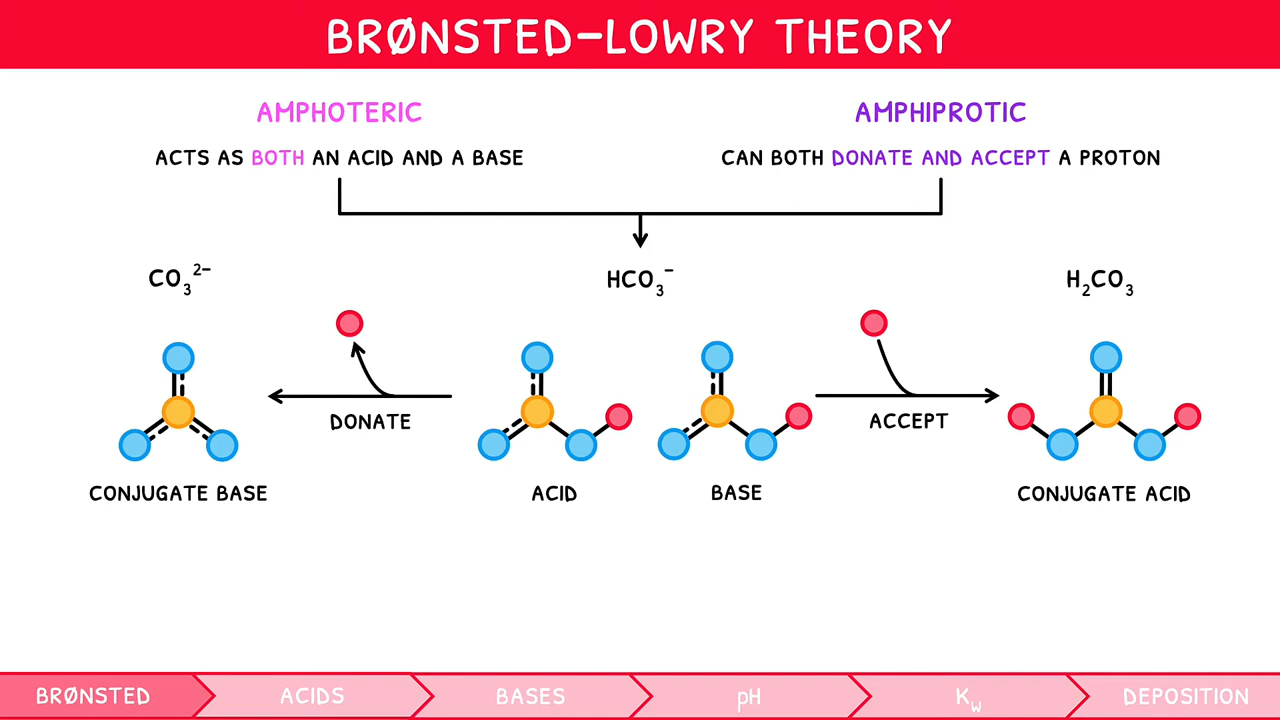 BRØNSTED–LOWRY THEORY
AMPHOTERIC
ACTS AS BOTH AN ACID AND A BASE
AMPHIPROTIC
CAN BOTH DONATE AND ACCEPT A PROTON
CO₃²⁻
HCO₃⁻
H₂CO₃
DONATE
ACCEPT
CONJUGATE BASE
ACID
BASE
CONJUGATE ACID
BRØNSTED
ACIDS
BASES
pH
K_w
DEPOSITION